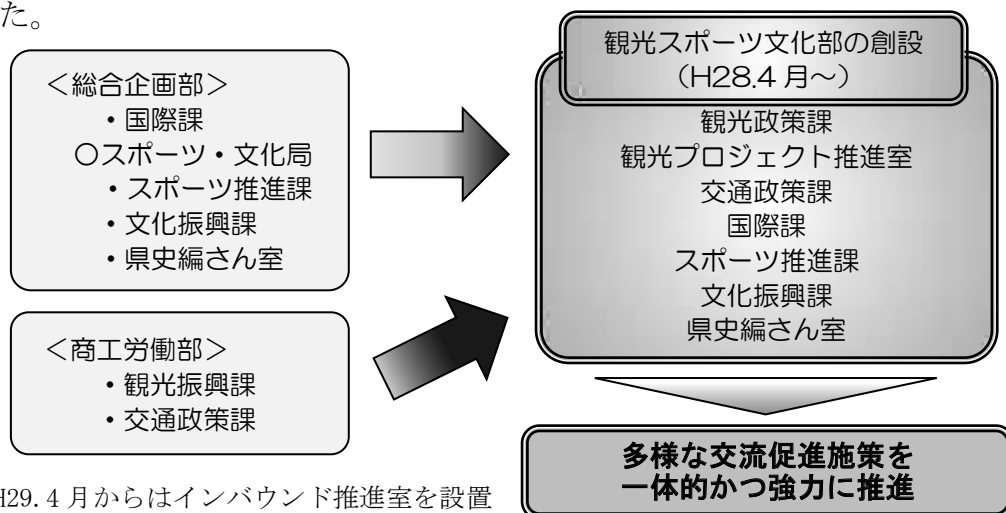 た。
＜総合企画部＞
・国際課
〇スポーツ・文化局
・スポーツ推進課
・文化振興課
・県史編さん室
＜商工労働部＞
・観光振興課
・交通政策課
観光スポーツ文化部の創設
（H28.4 月～）
観光政策課
観光プロジェクト推進室
交通政策課
国際課
スポーツ推進課
文化振興課
県史編さん室
多様な交流促進施策を
一体的かつ強力に推進
H29.4 月からはインバウンド推進室を設置